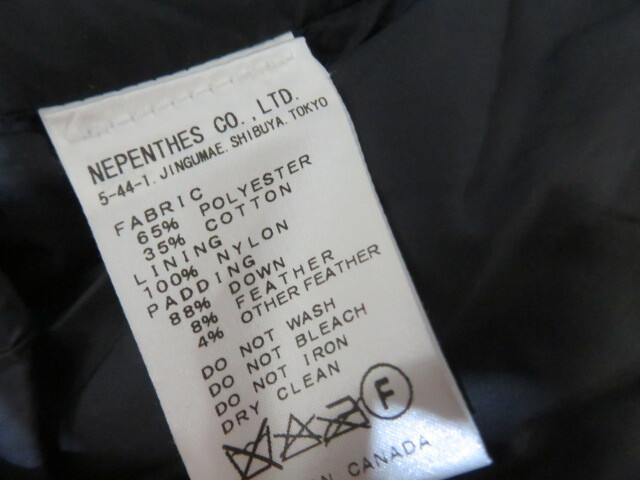 NEPENTHES CO.,LTD.
5-44-1. JINGUMAE. SHIBUYA. TOKYO
FABRIC
65% POLYESTER
35% COTTON
LINING
100% NYLON
PADDING
88% DOWN
8% FEATHER
4% OTHER FEATHER
DO NOT WASH
DO NOT BLEACH
DO NOT IRON
DRY CLEAN
F
CANADA